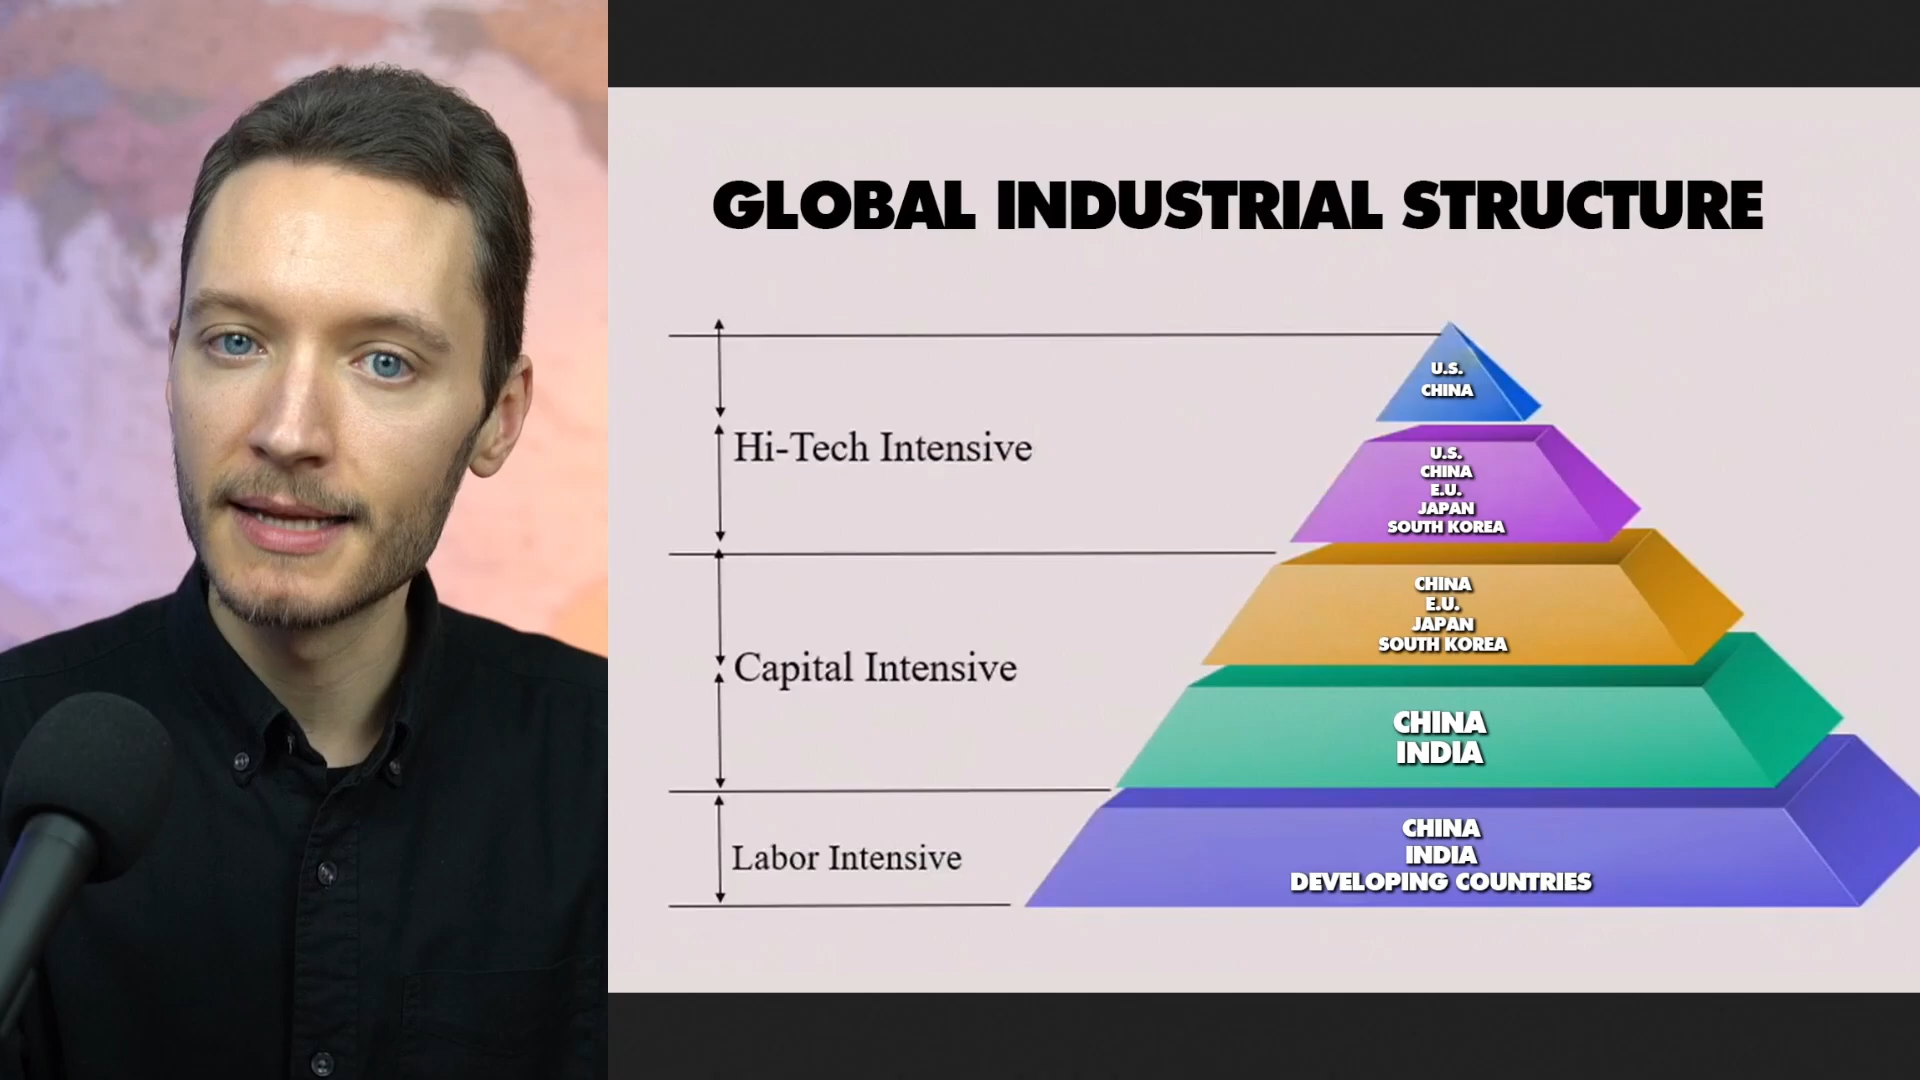 GLOBAL INDUSTRIAL STRUCTURE
U.S.
CHINA
Hi-Tech Intensive
U.S.
CHINA
E.U.
JAPAN
SOUTH KOREA
CHINA
E.U.
JAPAN
SOUTH KOREA
Capital Intensive
CHINA
INDIA
Labor Intensive
CHINA
INDIA
DEVELOPING COUNTRIES